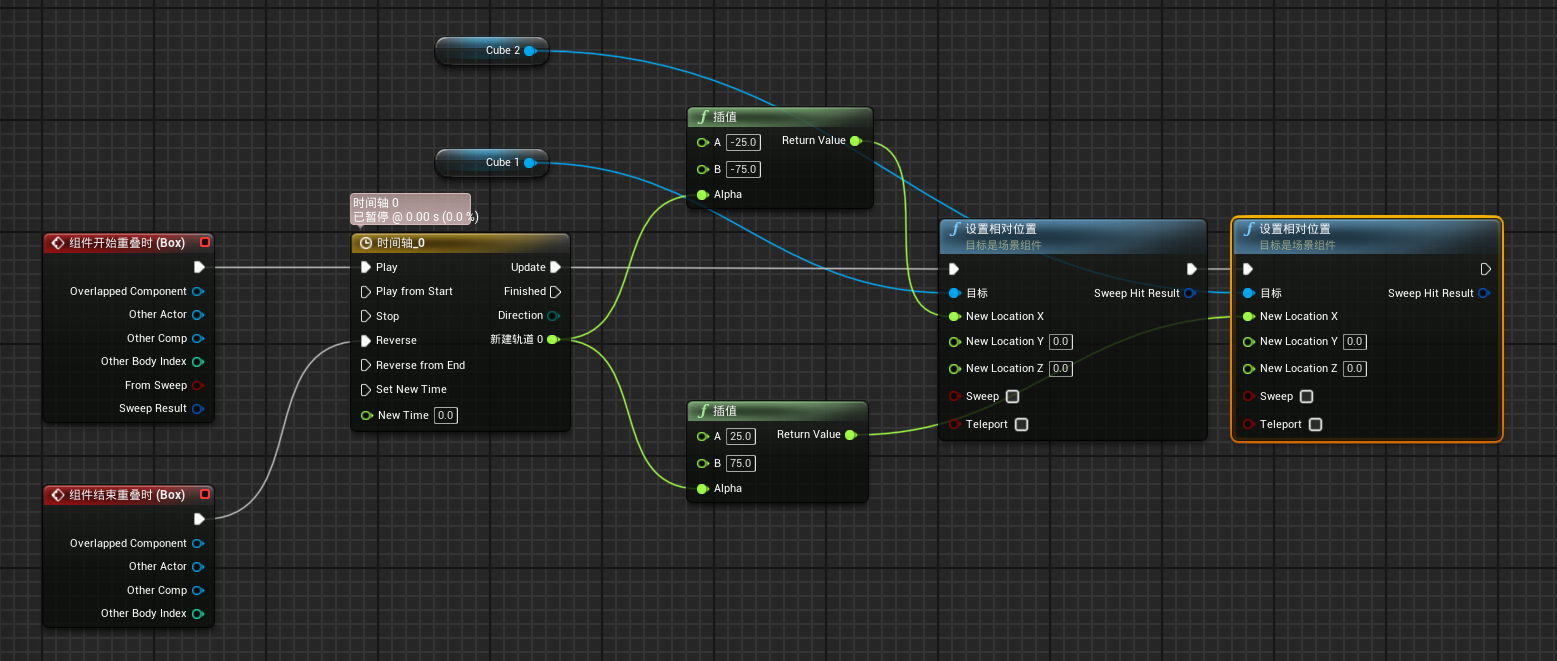 Cube 2
Cube 1
时间轴 0
已暂停 @ 0.00 s (0.0 %)
组件开始重叠时 (Box)
Overlapped Component
Other Actor
Other Comp
Other Body Index
From Sweep
Sweep Result
组件结束重叠时 (Box)
Overlapped Component
Other Actor
Other Comp
Other Body Index
时间轴_0
Play
Update
Play from Start
Finished
Stop
Direction
Reverse
新建轨道 0
Reverse from End
Set New Time
New Time 0.0
f 插值
A -25.0
Return Value
B -75.0
Alpha
f 插值
A 25.0
Return Value
B 75.0
Alpha
f 设置相对位置
目标是场景组件
目标
Sweep Hit Result
New Location X
New Location Y 0.0
New Location Z 0.0
Sweep
Teleport
f 设置相对位置
目标是场景组件
目标
Sweep Hit Result
New Location X
New Location Y 0.0
New Location Z 0.0
Sweep
Teleport